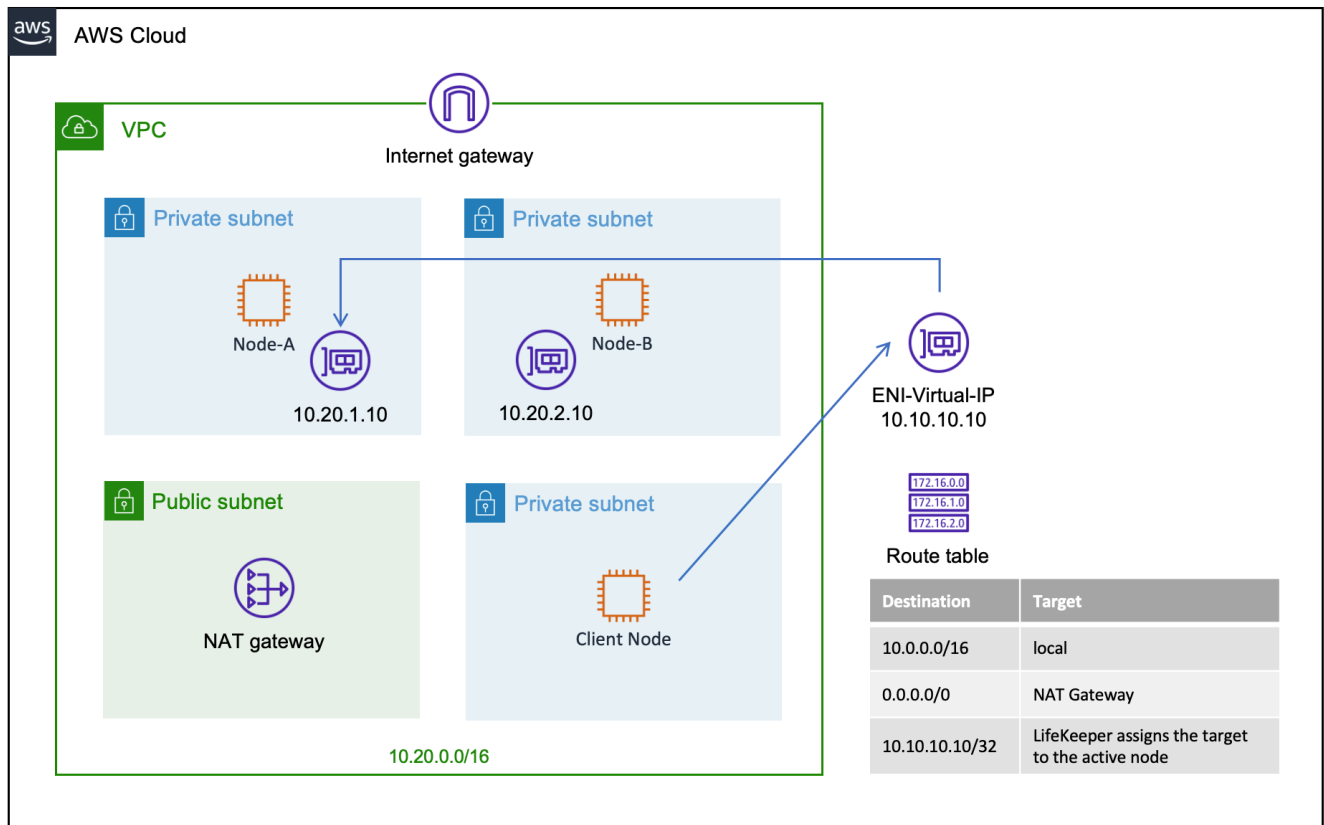 aws
AWS Cloud
VPC
Internet gateway
Private subnet
Private subnet
Node-A
Node-B
10.20.1.10
10.20.2.10
ENI-Virtual-IP
10.10.10.10
Public subnet
Private subnet
NAT gateway
Client Node
10.20.0.0/16
172.16.0.0
172.16.1.0
172.16.2.0
Route table
Destination Target
10.0.0.0/16 local
0.0.0.0/0 NAT Gateway
10.10.10.10/32 LifeKeeper assigns the target
to the active node